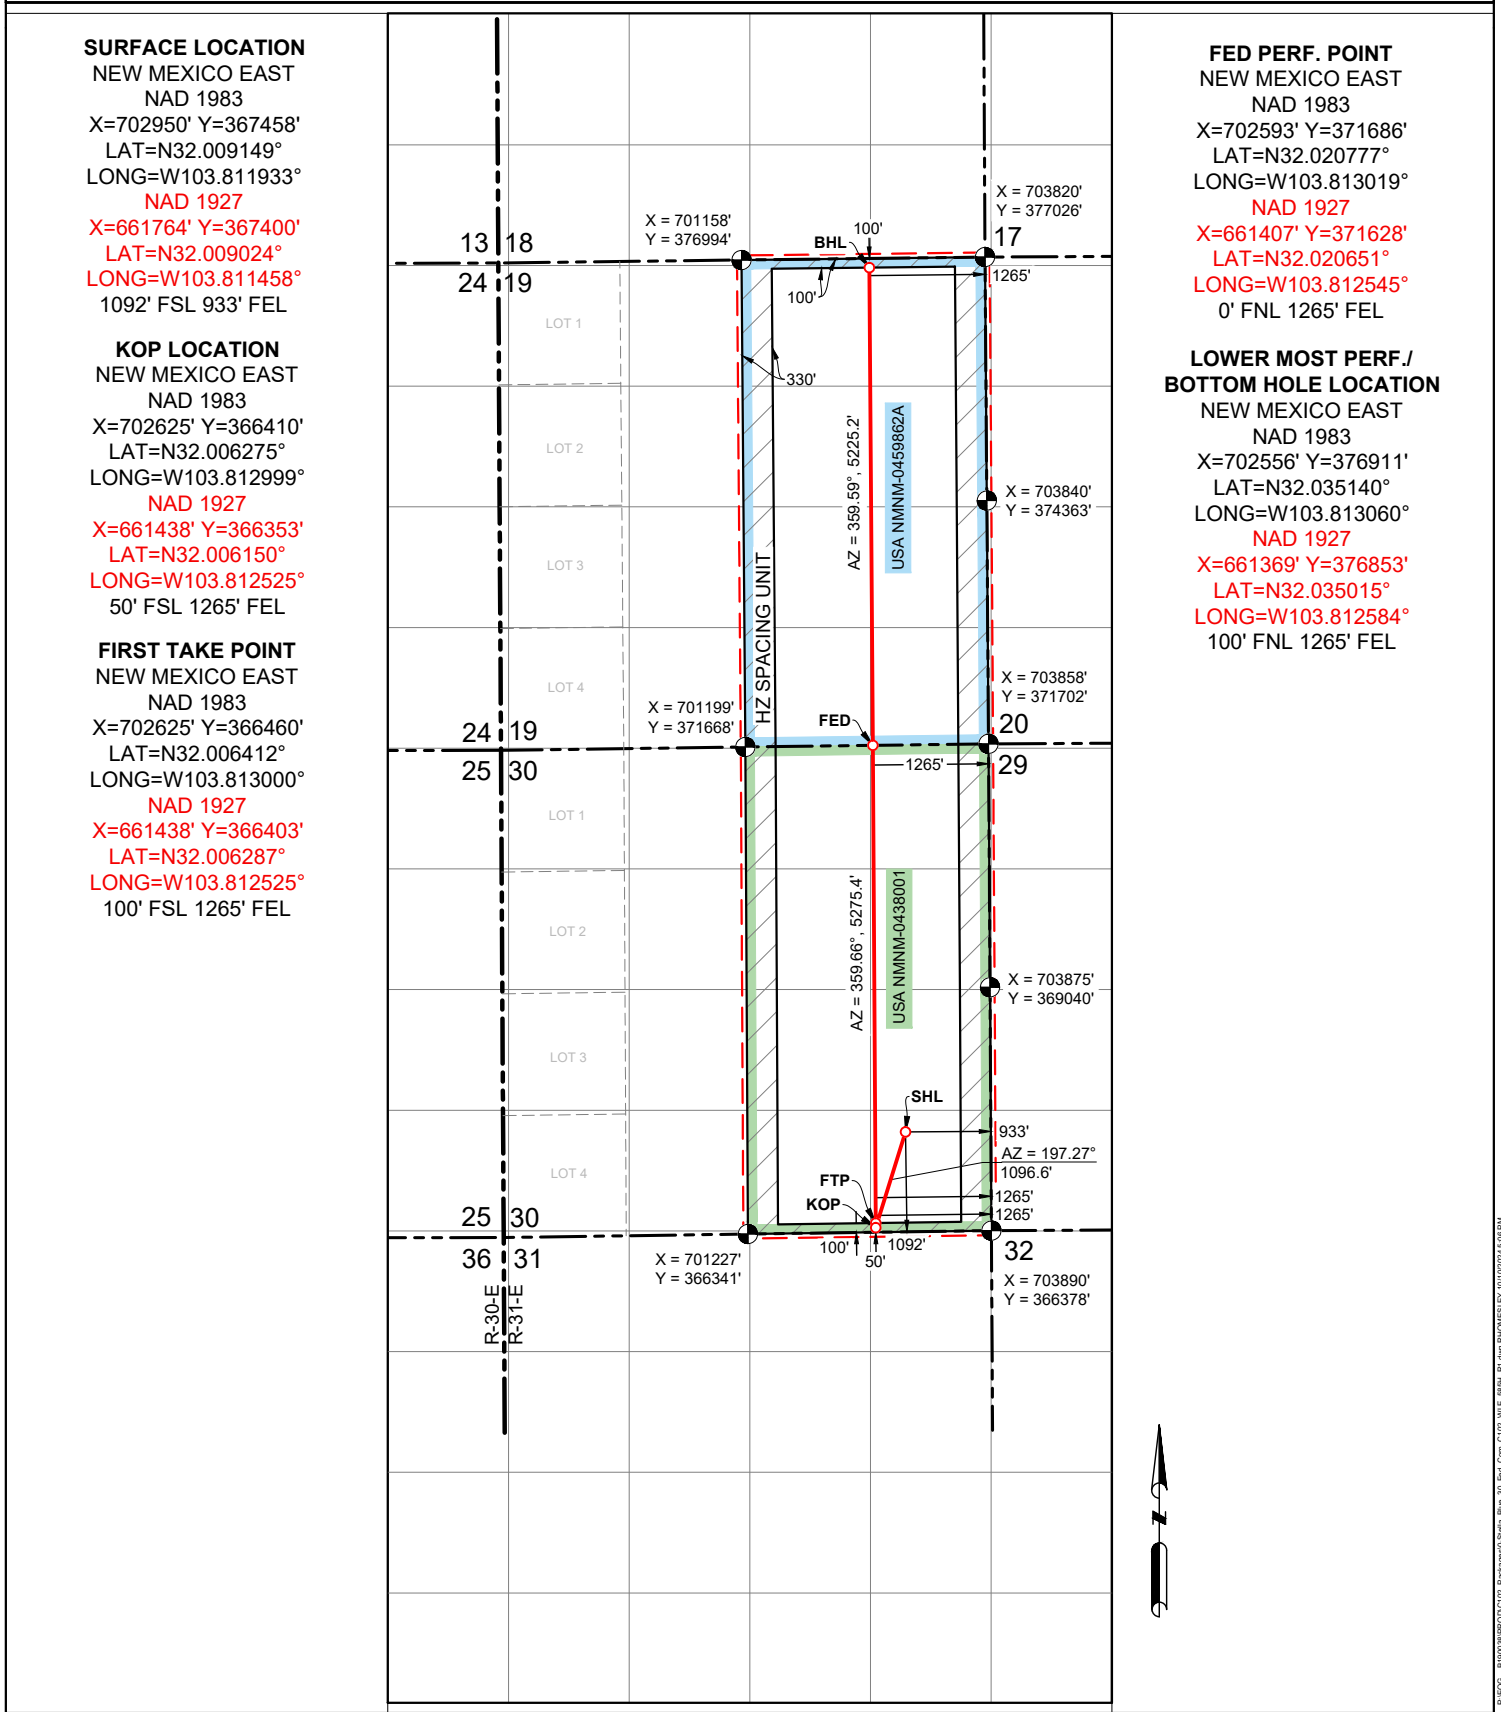 SURFACE LOCATION
NEW MEXICO EAST
NAD 1983
X=702950' Y=367458'
LAT=N32.009149°
LONG=W103.811933°
NAD 1927
X=661764' Y=367400'
LAT=N32.009024°
LONG=W103.811458°
1092' FSL 933' FEL
KOP LOCATION
NEW MEXICO EAST
NAD 1983
X=702625' Y=366410'
LAT=N32.006275°
LONG=W103.812999°
NAD 1927
X=661438' Y=366353'
LAT=N32.006150°
LONG=W103.812525°
50' FSL 1265' FEL
FIRST TAKE POINT
NEW MEXICO EAST
NAD 1983
X=702625' Y=366460'
LAT=N32.006412°
LONG=W103.813000°
NAD 1927
X=661438' Y=366403'
LAT=N32.006287°
LONG=W103.812525°
100' FSL 1265' FEL
X = 701158'
Y = 376994'
X = 703820'
Y = 377026'
100'
BHL
17
13 18
24 19
1265'
100'
LOT 1
330'
LOT 2
AZ = 359.59°, 5225.2'
USA NMNM-0459862A
X = 703840'
Y = 374363'
LOT 3
HZ SPACING UNIT
LOT 4
X = 703858'
Y = 371702'
X = 701199'
Y = 371668'
FED
24 19
20
25 30
29
1265'
LOT 1
LOT 2
AZ = 359.66°, 5275.4'
USA NMNM-0438001
X = 703875'
Y = 369040'
LOT 3
SHL
933'
AZ = 197.27°
1096.6'
LOT 4
FTP
KOP
1265'
1265'
25 30
36 31
32
100'
50'
1092'
X = 701227'
Y = 366341'
X = 703890'
Y = 366378'
R-30-E
R-31-E
FED PERF. POINT
NEW MEXICO EAST
NAD 1983
X=702593' Y=371686'
LAT=N32.020777°
LONG=W103.813019°
NAD 1927
X=661407' Y=371628'
LAT=N32.020651°
LONG=W103.812545°
0' FNL 1265' FEL
LOWER MOST PERF./
BOTTOM HOLE LOCATION
NEW MEXICO EAST
NAD 1983
X=702556' Y=376911'
LAT=N32.035140°
LONG=W103.813060°
NAD 1927
X=661369' Y=376853'
LAT=N32.035015°
LONG=W103.812584°
100' FNL 1265' FEL
N